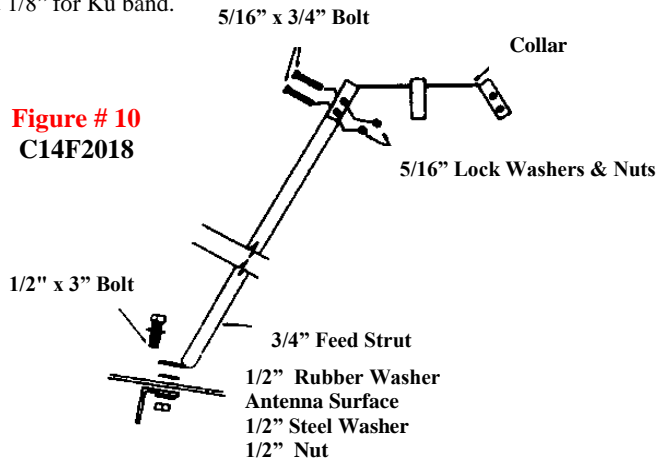 1/8” for Ku band.
5/16” x 3/4” Bolt
Collar
Figure # 10
C14F2018
5/16” Lock Washers & Nuts
1/2" x 3” Bolt
3/4” Feed Strut
1/2” Rubber Washer
Antenna Surface
1/2” Steel Washer
1/2” Nut